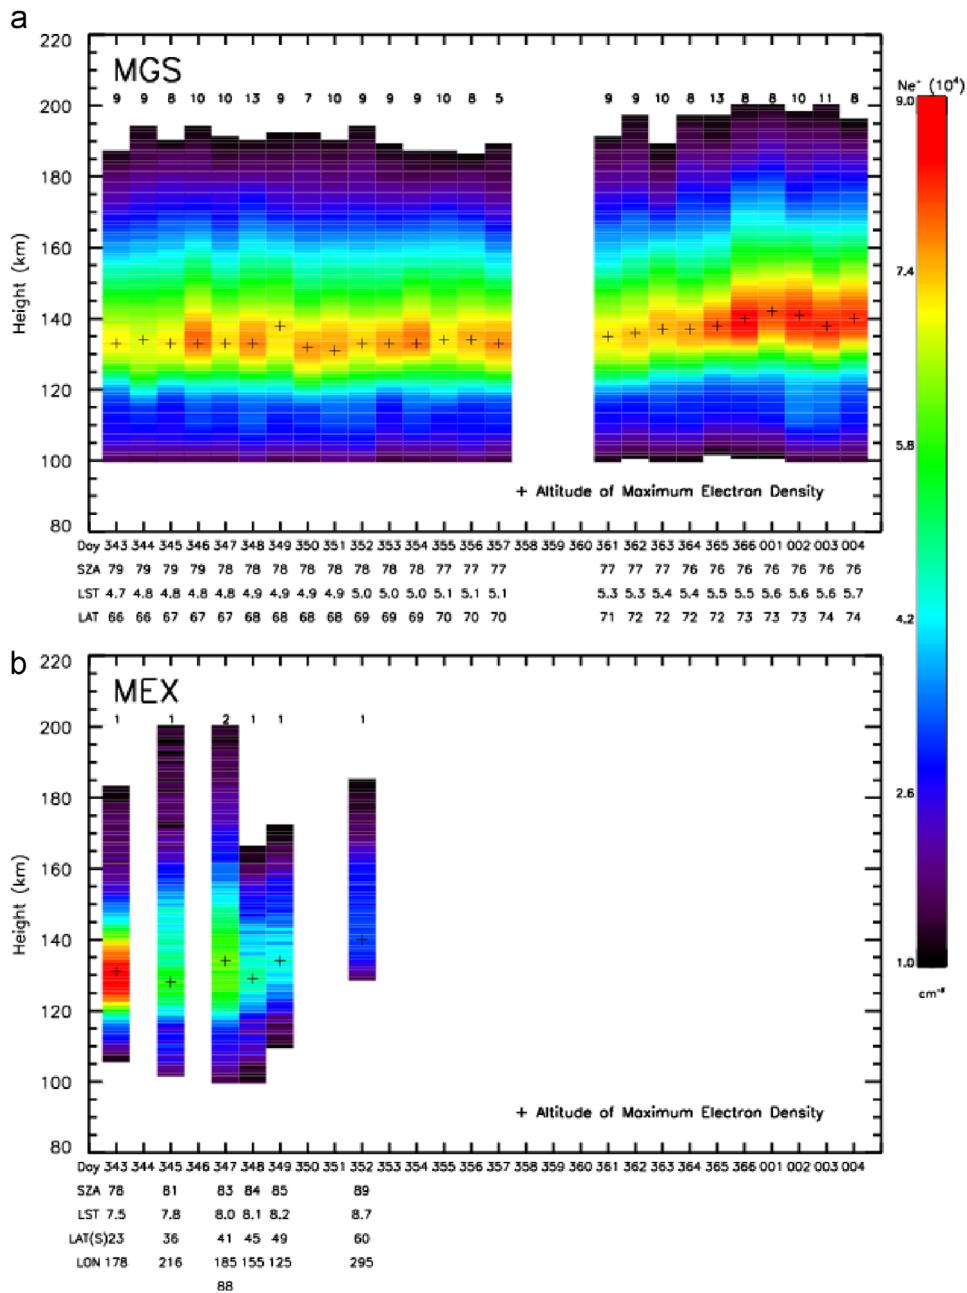 a
220
MGS
Ne⁻ (10⁴)
9.0
200
9 9 8 10 10 13 9 7 10 9 9 9 10 8 5 9 9 10 8 13 8 8 10 11 8
180
160
7.4
Height (km)
140
120
5.8
100
+ Altitude of Maximum Electron Density
80
Day 343 344 345 346 347 348 349 350 351 352 353 354 355 356 357 358 359 360 361 362 363 364 365 366 001 002 003 004
SZA 79 79 79 79 78 78 78 78 78 78 78 78 77 77 77 77 77 77 76 76 76 76 76 76 76
LST 4.7 4.8 4.8 4.8 4.8 4.9 4.9 4.9 4.9 5.0 5.0 5.0 5.1 5.1 5.1 5.3 5.3 5.4 5.4 5.5 5.5 5.6 5.6 5.6 5.7
LAT 66 66 67 67 68 68 68 68 69 69 69 70 70 70 71 72 72 72 72 73 73 73 74 74
4.2
b
220
MEX
200
1 1 2 1 1 1
180
2.6
160
Height (km)
140
1.0
cm⁻³
120
100
+ Altitude of Maximum Electron Density
80
Day 343 344 345 346 347 348 349 350 351 352 353 354 355 356 357 358 359 360 361 362 363 364 365 366 001 002 003 004
SZA 78 81 83 84 85 89
LST 7.5 7.8 8.0 8.1 8.2 8.7
LAT(S)23 36 41 45 49 60
LON 178 216 185 155 125 295
88